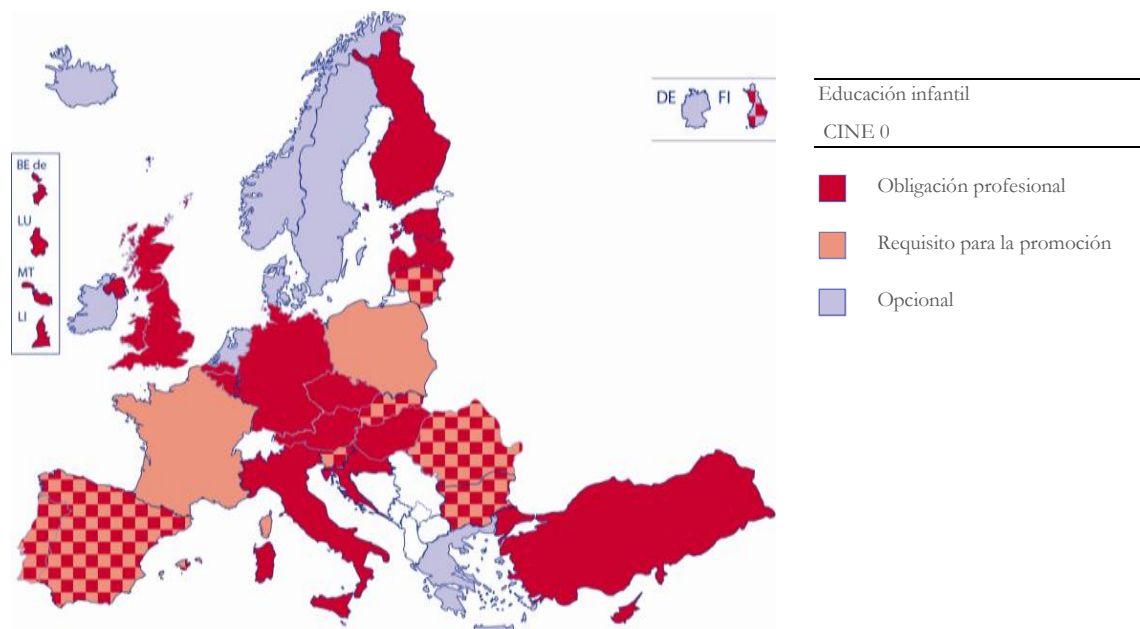 DE
FI
Educación infantil
CINE 0
BE de
LU
MT
LI
Obligación profesional
Requisito para la promoción
Opcional